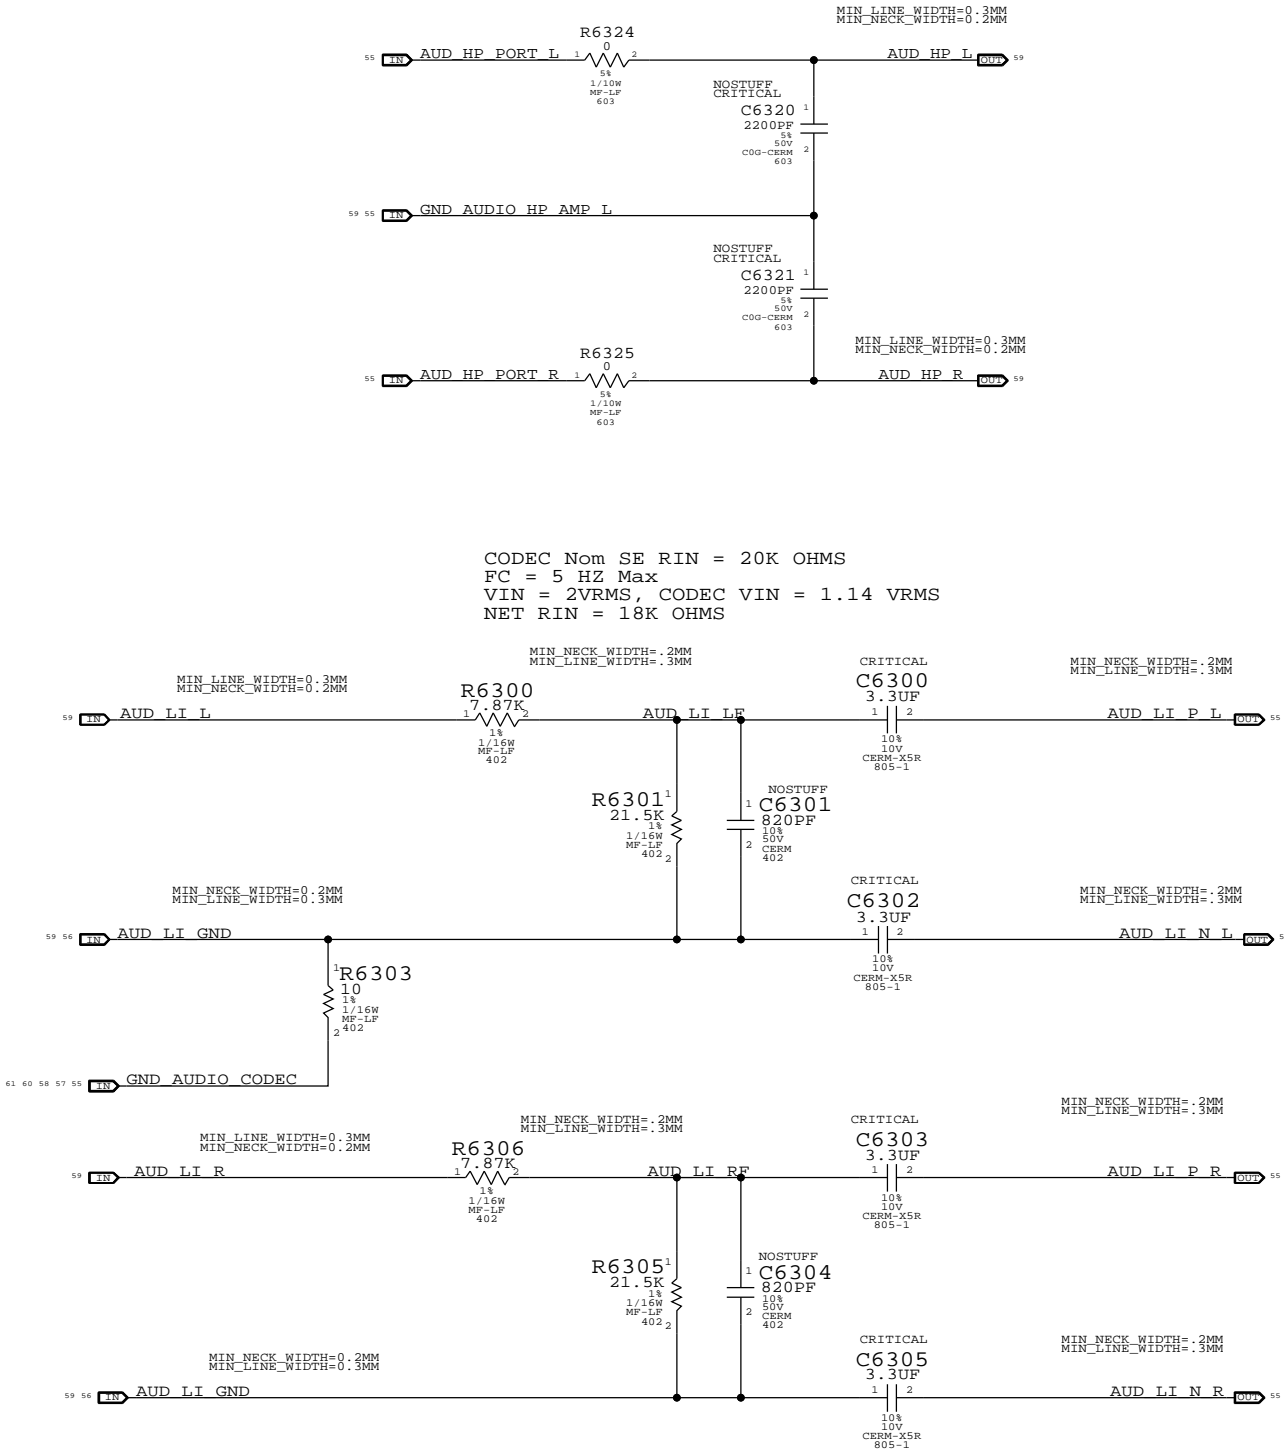 MIN_LINE_WIDTH=0.3MM
MIN_NECK_WIDTH=0.2MM
R6324
0
55 IN AUD_HP_PORT_L 1 2 AUD_HP_L OUT 59
5%
1/10W
MF-LF
603
NOSTUFF
CRITICAL
C6320 1
2200PF
5%
50V
C0G-CERM 2
603
59 55 IN GND_AUDIO_HP_AMP_L
NOSTUFF
CRITICAL
C6321 1
2200PF
5%
50V
C0G-CERM 2
603
MIN_LINE_WIDTH=0.3MM
MIN_NECK_WIDTH=0.2MM
R6325
0
55 IN AUD_HP_PORT_R 1 2 AUD_HP_R OUT 59
5%
1/10W
MF-LF
603
CODEC Nom SE RIN = 20K OHMS
FC = 5 HZ Max
VIN = 2VRMS, CODEC VIN = 1.14 VRMS
NET RIN = 18K OHMS
MIN_NECK_WIDTH=.2MM
MIN_LINE_WIDTH=.3MM
CRITICAL
MIN_NECK_WIDTH=.2MM
MIN_LINE_WIDTH=.3MM
MIN_LINE_WIDTH=0.3MM
MIN_NECK_WIDTH=0.2MM
R6300
7.87K
C6300
3.3UF
59 IN AUD_LI_L 1 2 AUD_LI_LF 1 2 AUD_LI_P_L OUT 55
1%
1/16W
MF-LF
402
10%
10V
CERM-X5R
805-1
R6301 1
21.5K
1%
1/16W
MF-LF
402 2
NOSTUFF
1 C6301
820PF
10%
2 50V
CERM
402
CRITICAL
MIN_NECK_WIDTH=0.2MM
MIN_LINE_WIDTH=0.3MM
C6302
3.3UF
MIN_NECK_WIDTH=.2MM
MIN_LINE_WIDTH=.3MM
59 56 IN AUD_LI_GND 1 2 AUD_LI_N_L OUT 5
10%
10V
CERM-X5R
805-1
1 R6303
10
1%
1/16W
MF-LF
2 402
61 60 58 57 55 IN GND_AUDIO_CODEC
MIN_NECK_WIDTH=.2MM
MIN_LINE_WIDTH=.3MM
MIN_NECK_WIDTH=.2MM
MIN_LINE_WIDTH=.3MM
CRITICAL
MIN_LINE_WIDTH=0.3MM
MIN_NECK_WIDTH=0.2MM
R6306
7.87K
C6303
3.3UF
59 IN AUD_LI_R 1 2 AUD_LI_RF 1 2 AUD_LI_P_R OUT 55
1%
1/16W
MF-LF
402
10%
10V
CERM-X5R
805-1
R6305 1
21.5K
1%
1/16W
MF-LF
402 2
NOSTUFF
1 C6304
820PF
10%
50V
2 CERM
402
CRITICAL
MIN_NECK_WIDTH=.2MM
MIN_LINE_WIDTH=.3MM
MIN_NECK_WIDTH=0.2MM
MIN_LINE_WIDTH=0.3MM
C6305
3.3UF
59 56 IN AUD_LI_GND 1 2 AUD_LI_N_R OUT 55
10%
10V
CERM-X5R
805-1